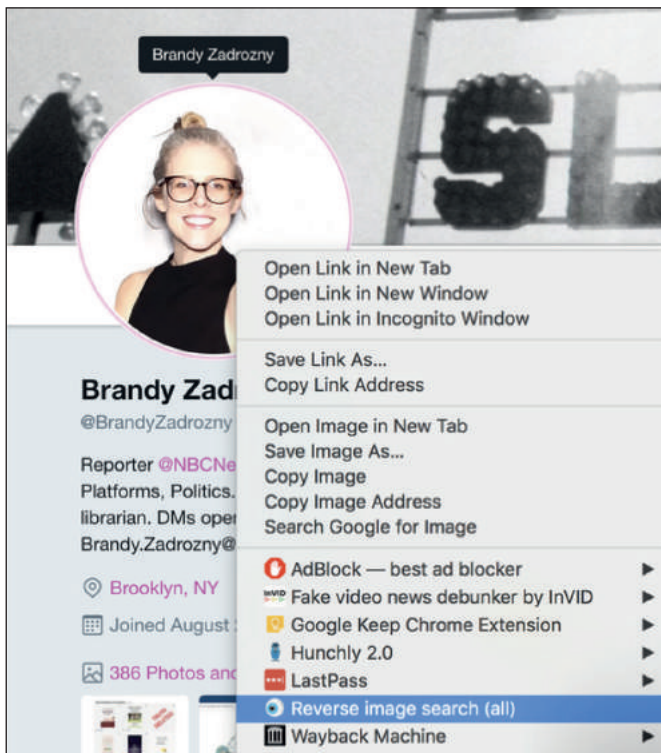 Brandy Zadrozny
SL
Brandy Zad
@BrandyZadrozny
Reporter @NBCNe
Platforms, Politics.
librarian. DMs ope
Brandy.Zadrozny@
Brooklyn, NY
Joined August
386 Photos and
Open Link in New Tab
Open Link in New Window
Open Link in Incognito Window
Save Link As...
Copy Link Address
Open Image in New Tab
Save Image As...
Copy Image
Copy Image Address
Search Google for Image
AdBlock — best ad blocker
InVID Fake video news debunker by InVID
Google Keep Chrome Extension
Hunchly 2.0
LastPass
Reverse image search (all)
Wayback Machine